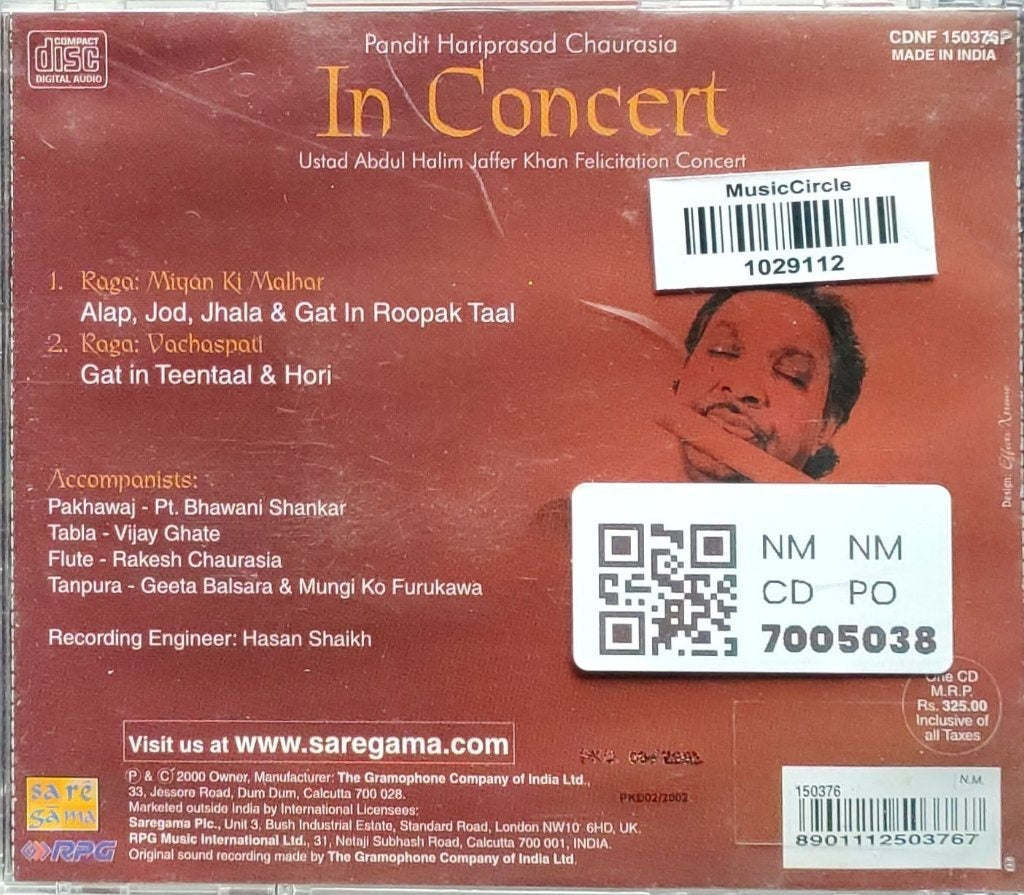 COMPACT
disc
DIGITAL AUDIO
Pandit Hariprasad Chaurasia
CDNF 150376
MADE IN INDIA
In Concert
Ustad Abdul Halim Jaffer Khan Felicitation Concert
MusicCircle
1029112
1. Raga: Miyan Ki Malhar
Alap, Jod, Jhala & Gat In Roopak Taal
2. Raga: Vachaspati
Gat in Teentaal & Hori
Accompanists:
Pakhawaj - Pt. Bhawani Shankar
Tabla - Vijay Ghate
Flute - Rakesh Chaurasia
Tanpura - Geeta Balsara & Mungi Ko Furukawa
Recording Engineer: Hasan Shaikh
Design: Effects
NM NM
CD PO
7005038
One CD
M.R.P.
Rs. 325.00
Inclusive of
all Taxes
Visit us at www.saregama.com
PKD02/2002
℗ & © 2000 Owner, Manufacturer: The Gramophone Company of India Ltd.,
33, Jessore Road, Dum Dum, Calcutta 700 028.
Marketed outside India by International Licensees:
Saregama Plc., Unit 3, Bush Industrial Estate, Standard Road, London NW10 6HD, UK.
RPG Music International Ltd., 31, Netaji Subhash Road, Calcutta 700 001, INDIA.
Original sound recording made by The Gramophone Company of India Ltd.
sa rē
gā ma
RPG
N.M.
150376
8901112503767